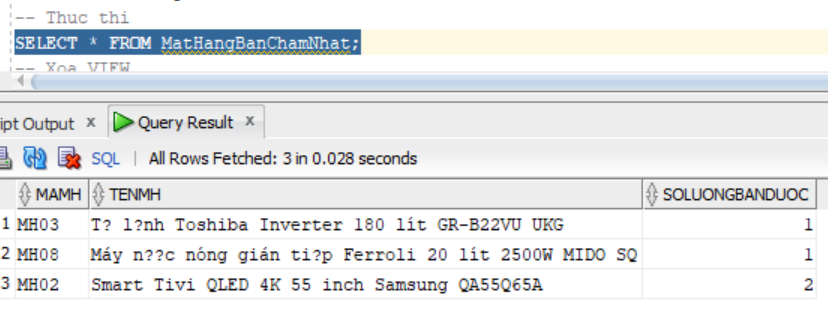 -- Thuc thi
SELECT * FROM MatHangBanChamNhat;
-- Xoa VIEW
ipt Output x Query Result x
SQL | All Rows Fetched: 3 in 0.028 seconds
MAMH TENMH SOLUONGBANDUOC
1 MH03 T? l?nh Toshiba Inverter 180 lít GR-B22VU UKG 1
2 MH08 Máy n??c nóng gián ti?p Ferroli 20 lít 2500W MIDO SQ 1
3 MH02 Smart Tivi QLED 4K 55 inch Samsung QA55Q65A 2